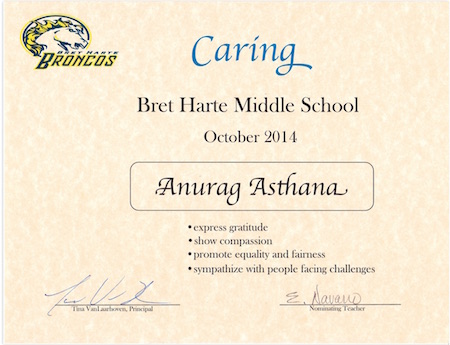 BRET HARTE
BRONCOS
Caring
Bret Harte Middle School
October 2014
Anurag Asthana
• express gratitude
• show compassion
• promote equality and fairness
• sympathize with people facing challenges
Tina VanLaarhoven, Principal
E. Navarro
Nominating Teacher